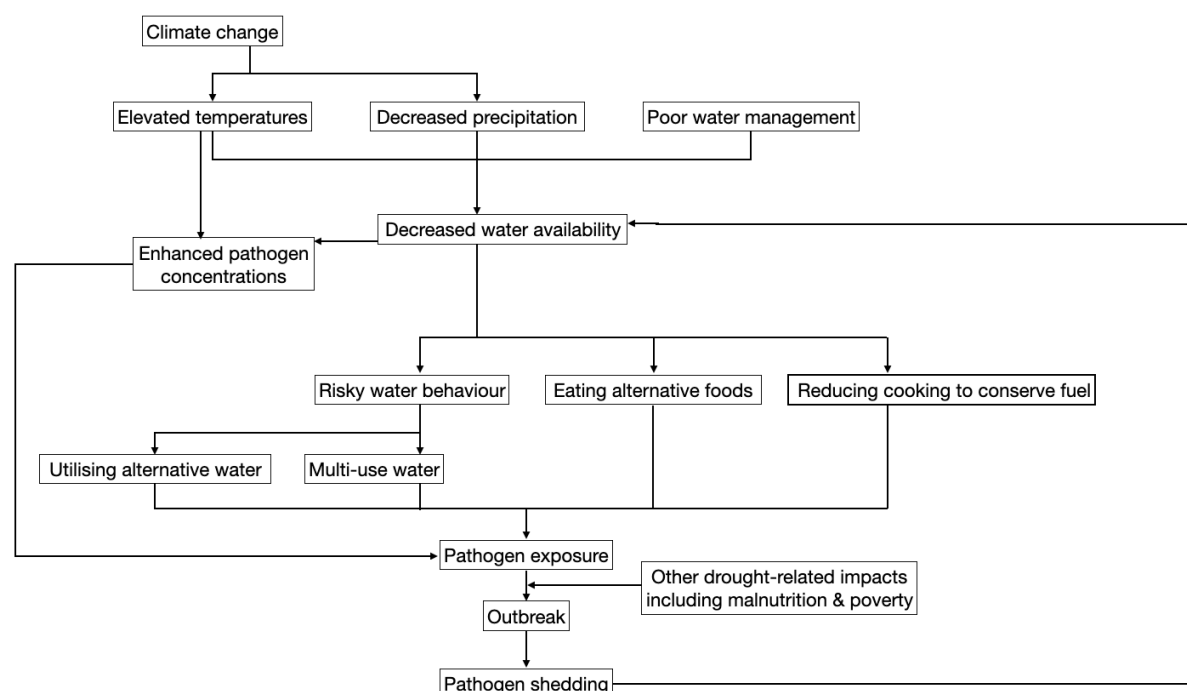 Climate change
Elevated temperatures
Decreased precipitation
Poor water management
Decreased water availability
Enhanced pathogen
concentrations
Risky water behaviour
Eating alternative foods
Reducing cooking to conserve fuel
Utilising alternative water
Multi-use water
Pathogen exposure
Other drought-related impacts
including malnutrition & poverty
Outbreak
Pathogen shedding